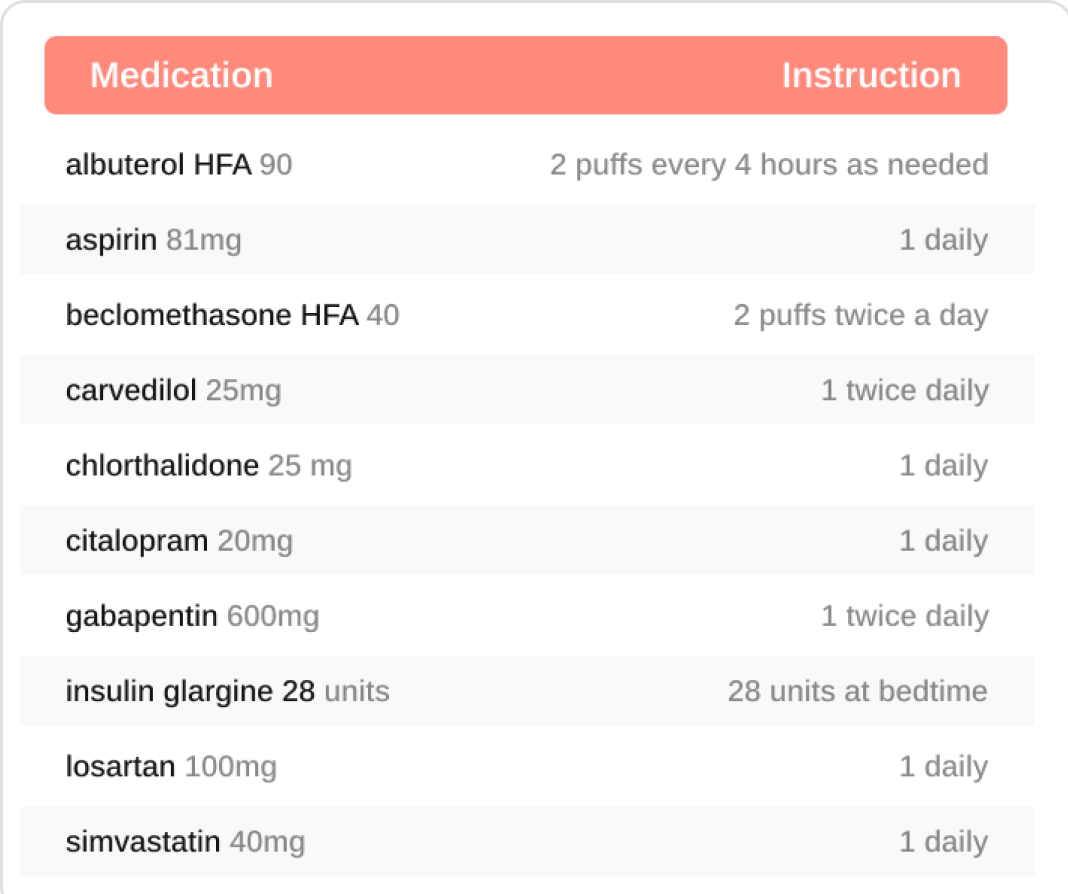 Medication Instruction
albuterol HFA 90 2 puffs every 4 hours as needed
aspirin 81mg 1 daily
beclomethasone HFA 40 2 puffs twice a day
carvedilol 25mg 1 twice daily
chlorthalidone 25 mg 1 daily
citalopram 20mg 1 daily
gabapentin 600mg 1 twice daily
insulin glargine 28 units 28 units at bedtime
losartan 100mg 1 daily
simvastatin 40mg 1 daily